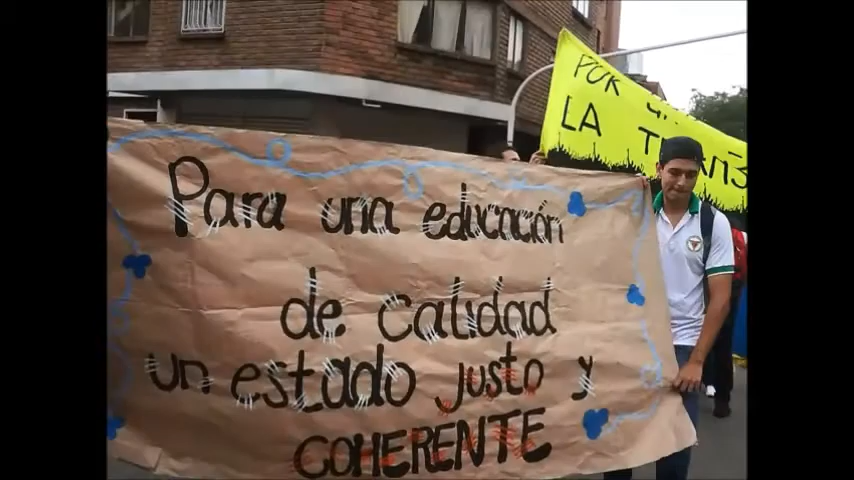 Para una educación
de calidad
un estado justo y
COHERENTE
POR
LA